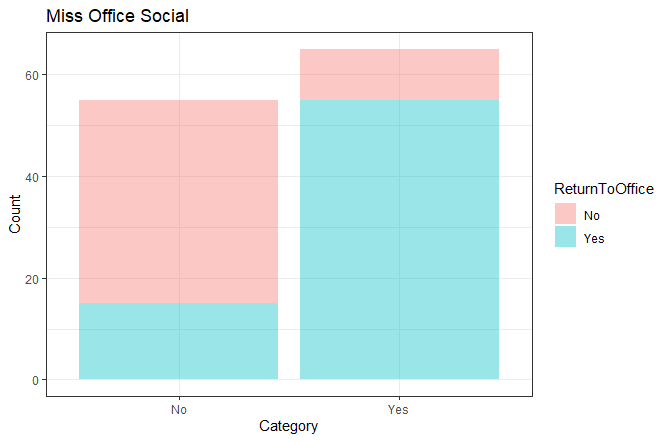 Miss Office Social
60
40
20
0
Count
No
Yes
Category
ReturnToOffice
No
Yes